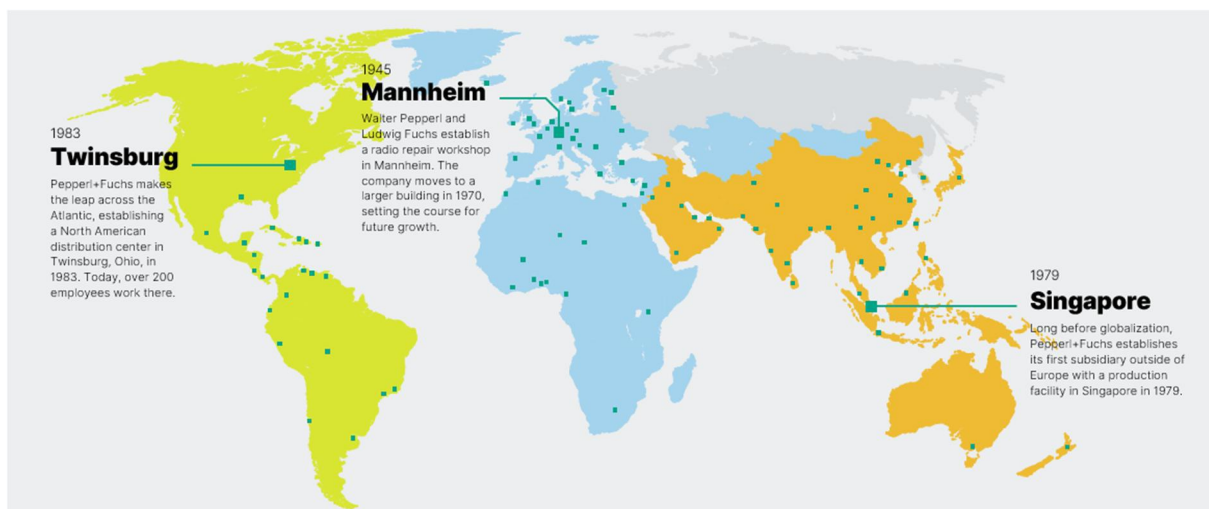 1945
Mannheim
Walter Pepperl and
Ludwig Fuchs establish
a radio repair workshop
in Mannheim. The
company moves to a
larger building in 1970,
setting the course for
future growth.
1983
Twinsburg
Pepperl+Fuchs makes
the leap across the
Atlantic, establishing
a North American
distribution center in
Twinsburg, Ohio, in
1983. Today, over 200
employees work there.
1979
Singapore
Long before globalization,
Pepperl+Fuchs establishes
its first subsidiary outside of
Europe with a production
facility in Singapore in 1979.